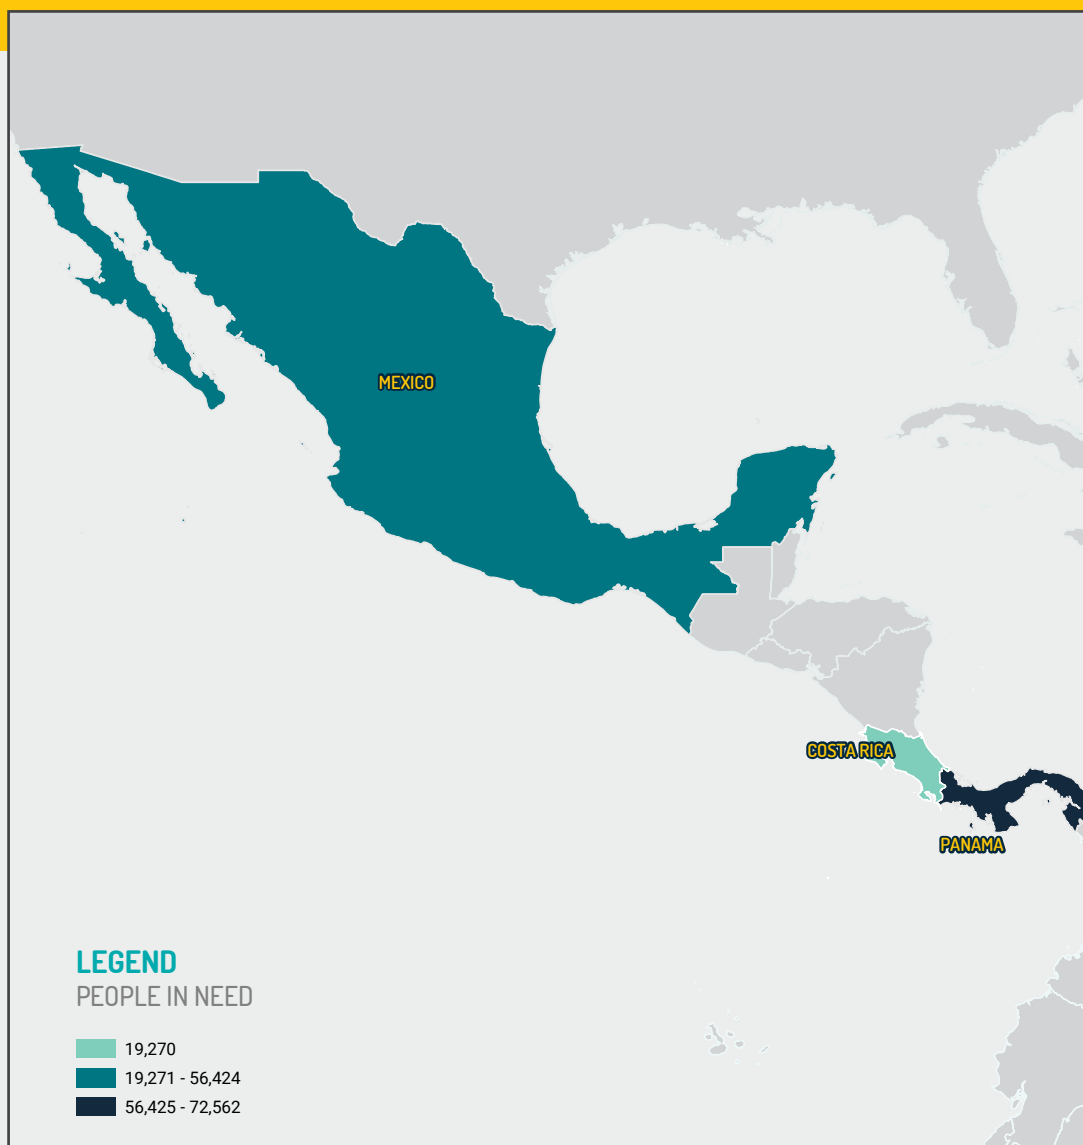 MEXICO
COSTA RICA
PANAMA
LEGEND
PEOPLE IN NEED
19,270
19,271 - 56,424
56,425 - 72,562